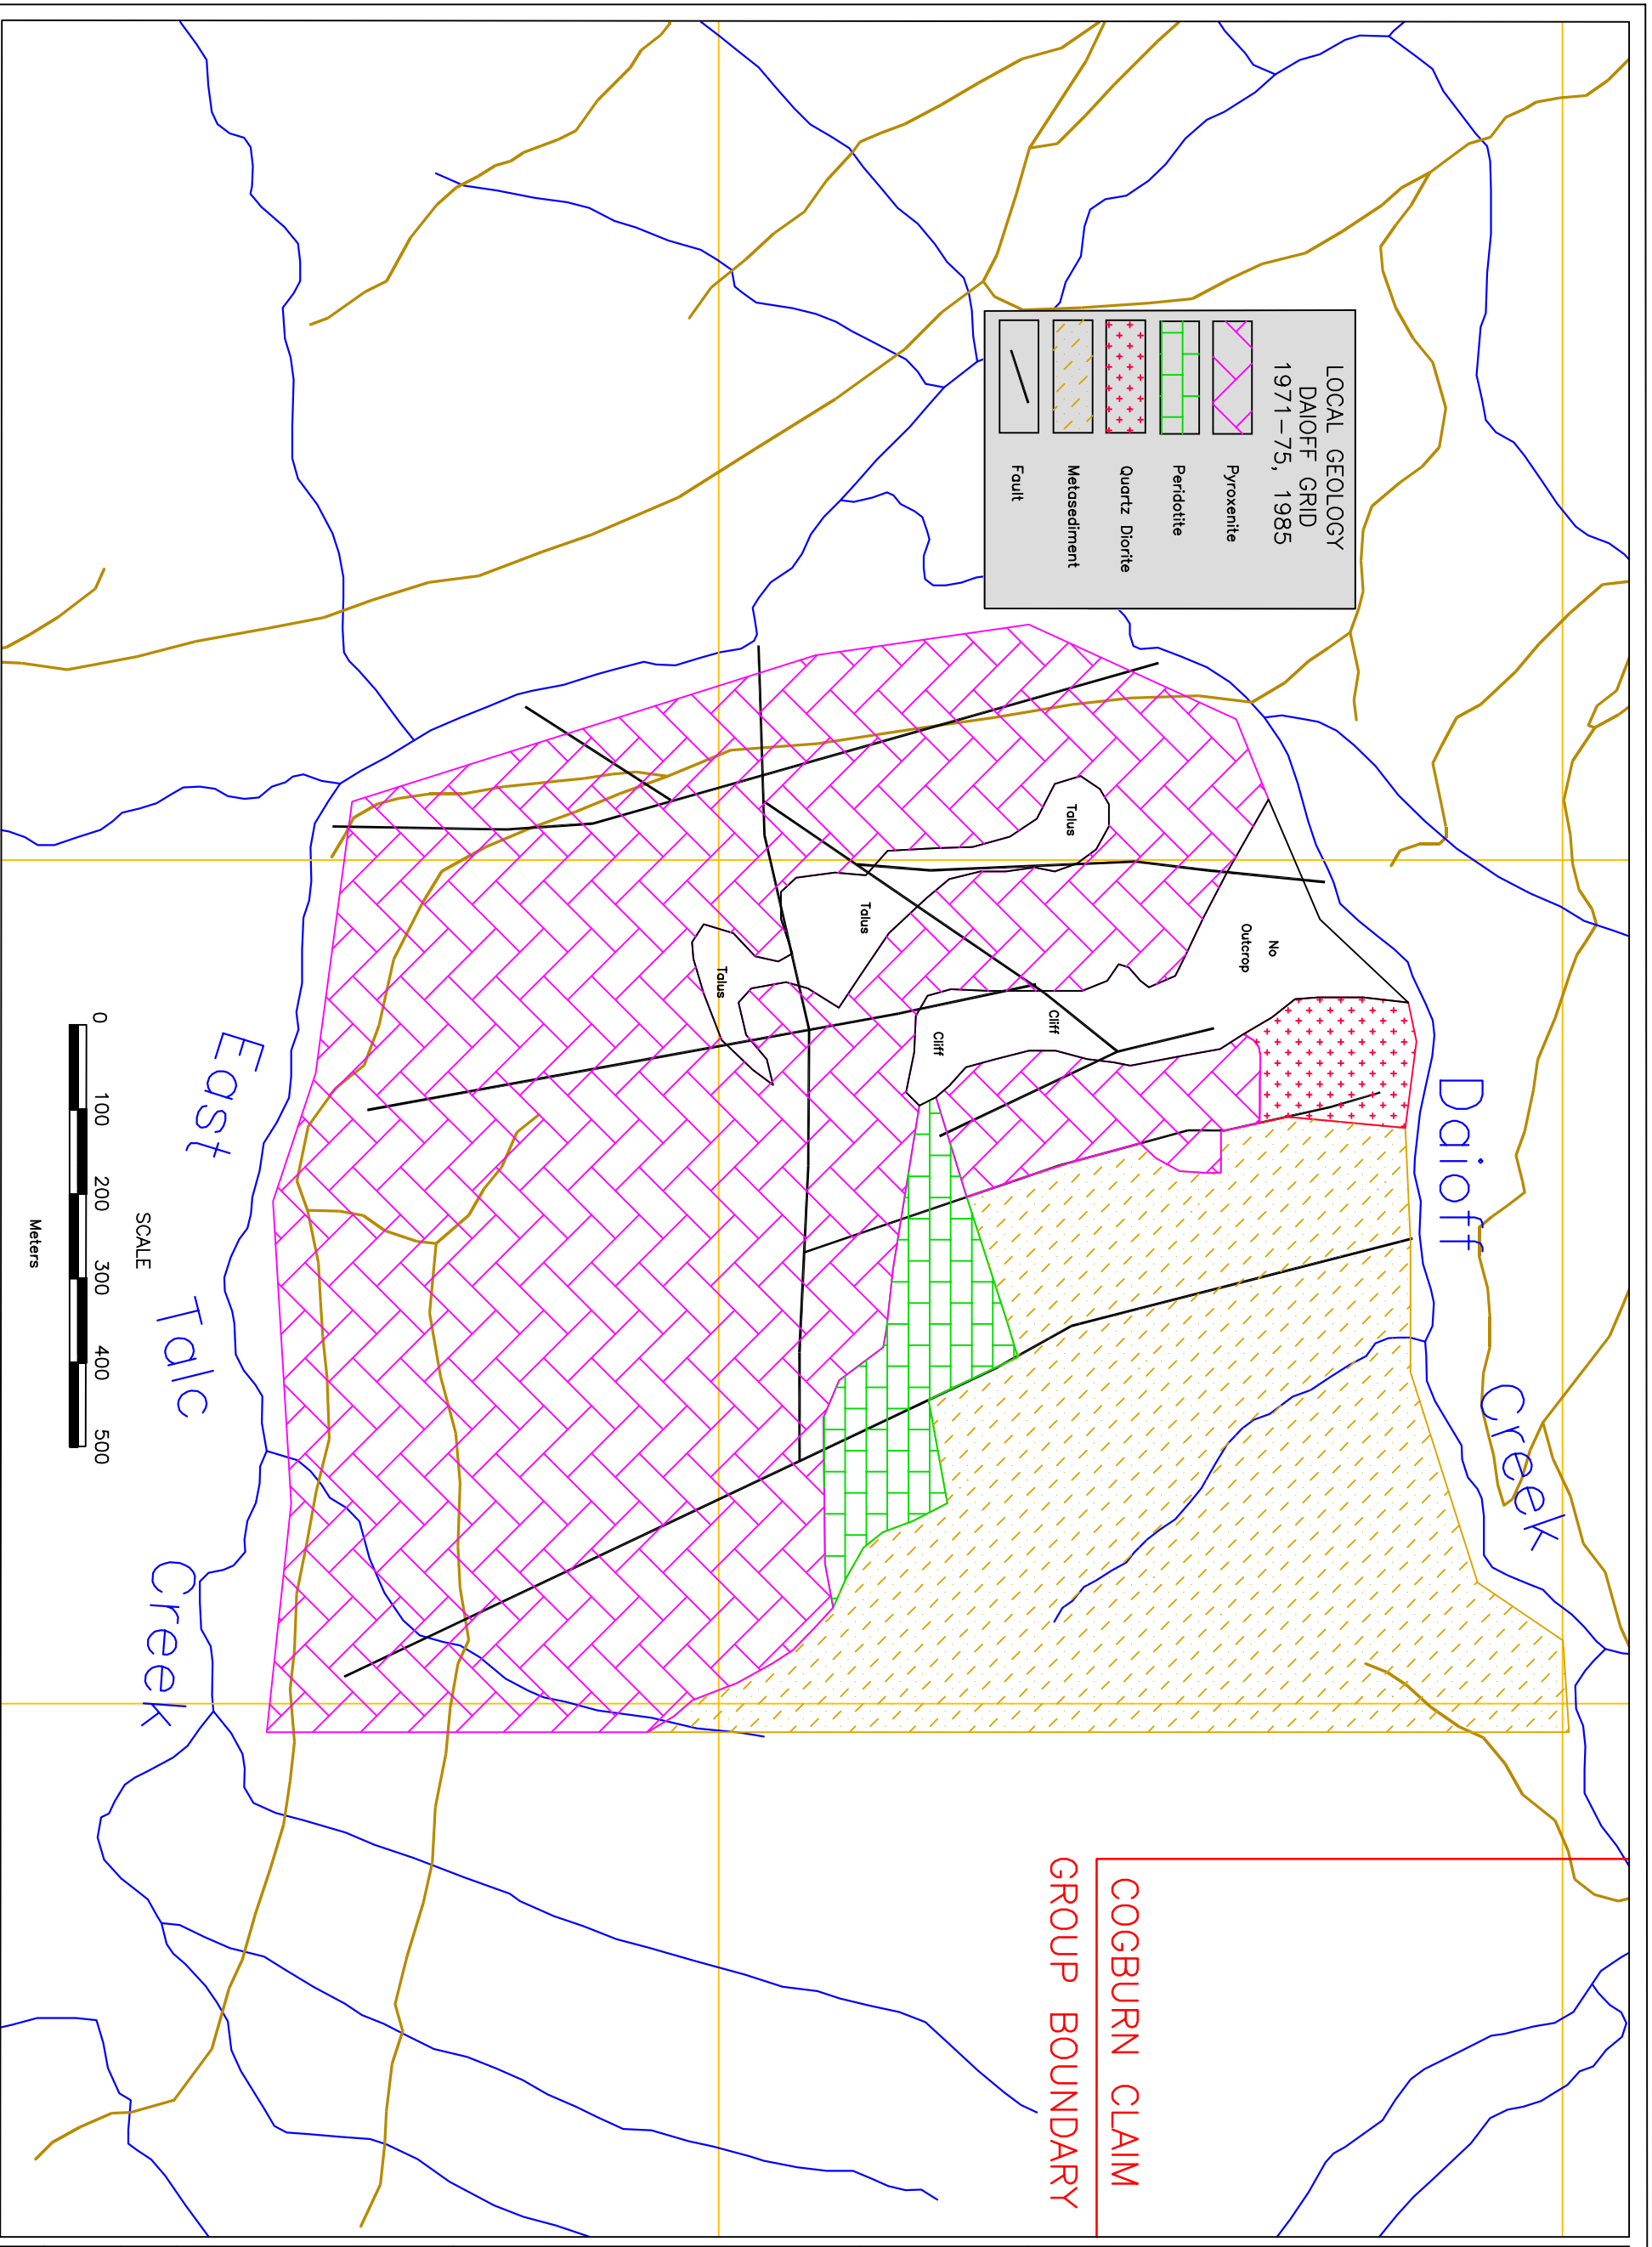 LOCAL GEOLOGY
DAIOFF GRID
1971-75, 1985
Pyroxenite
Peridotite
Quartz Diorite
Metasediment
Fault
Daioff Creek
No
Outcrop
Talus
Cliff
Talus
Cliff
Talus
COGBURN CLAIM
GROUP BOUNDARY
East Talc Creek
SCALE
0 100 200 300 400 500
Meters